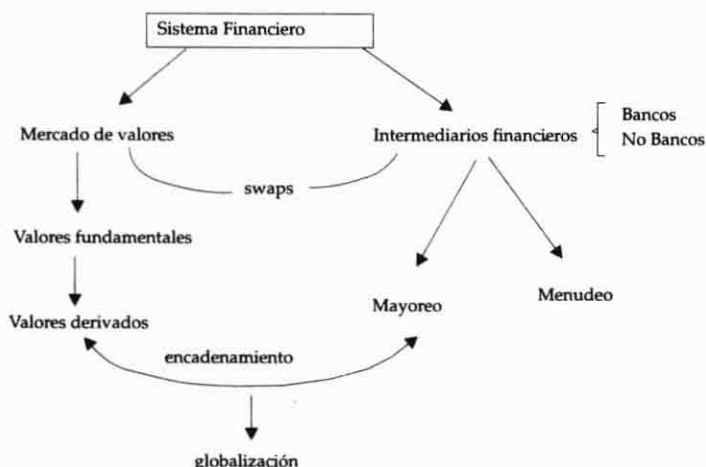 Sistema Financiero
Mercado de valores
Intermediarios financieros
Bancos
No Bancos
swaps
Valores fundamentales
Valores derivados
Mayoreo
Menudeo
encadenamiento
globalización